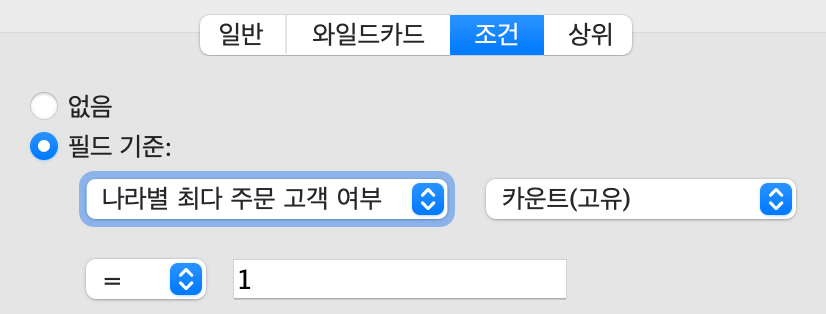 일반 와일드카드 조건 상위
없음
필드 기준:
나라별 최다 주문 고객 여부 카운트(고유)
= 1